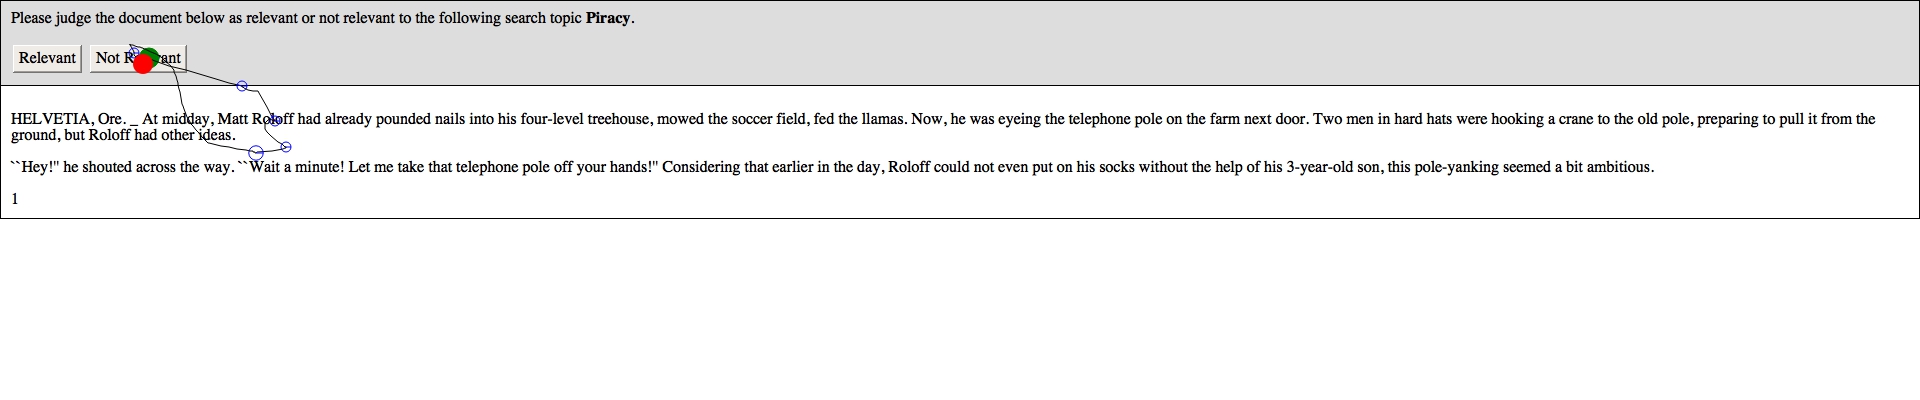 Please judge the document below as relevant or not relevant to the following search topic Piracy.
Relevant Not Relevant
HELVETIA, Ore. _ At midday, Matt Roloff had already pounded nails into his four-level treehouse, mowed the soccer field, fed the llamas. Now, he was eyeing the telephone pole on the farm next door. Two men in hard hats were hooking a crane to the old pole, preparing to pull it from the
ground, but Roloff had other ideas.
``Hey!'' he shouted across the way. ``Wait a minute! Let me take that telephone pole off your hands!'' Considering that earlier in the day, Roloff could not even put on his socks without the help of his 3-year-old son, this pole-yanking seemed a bit ambitious.
1